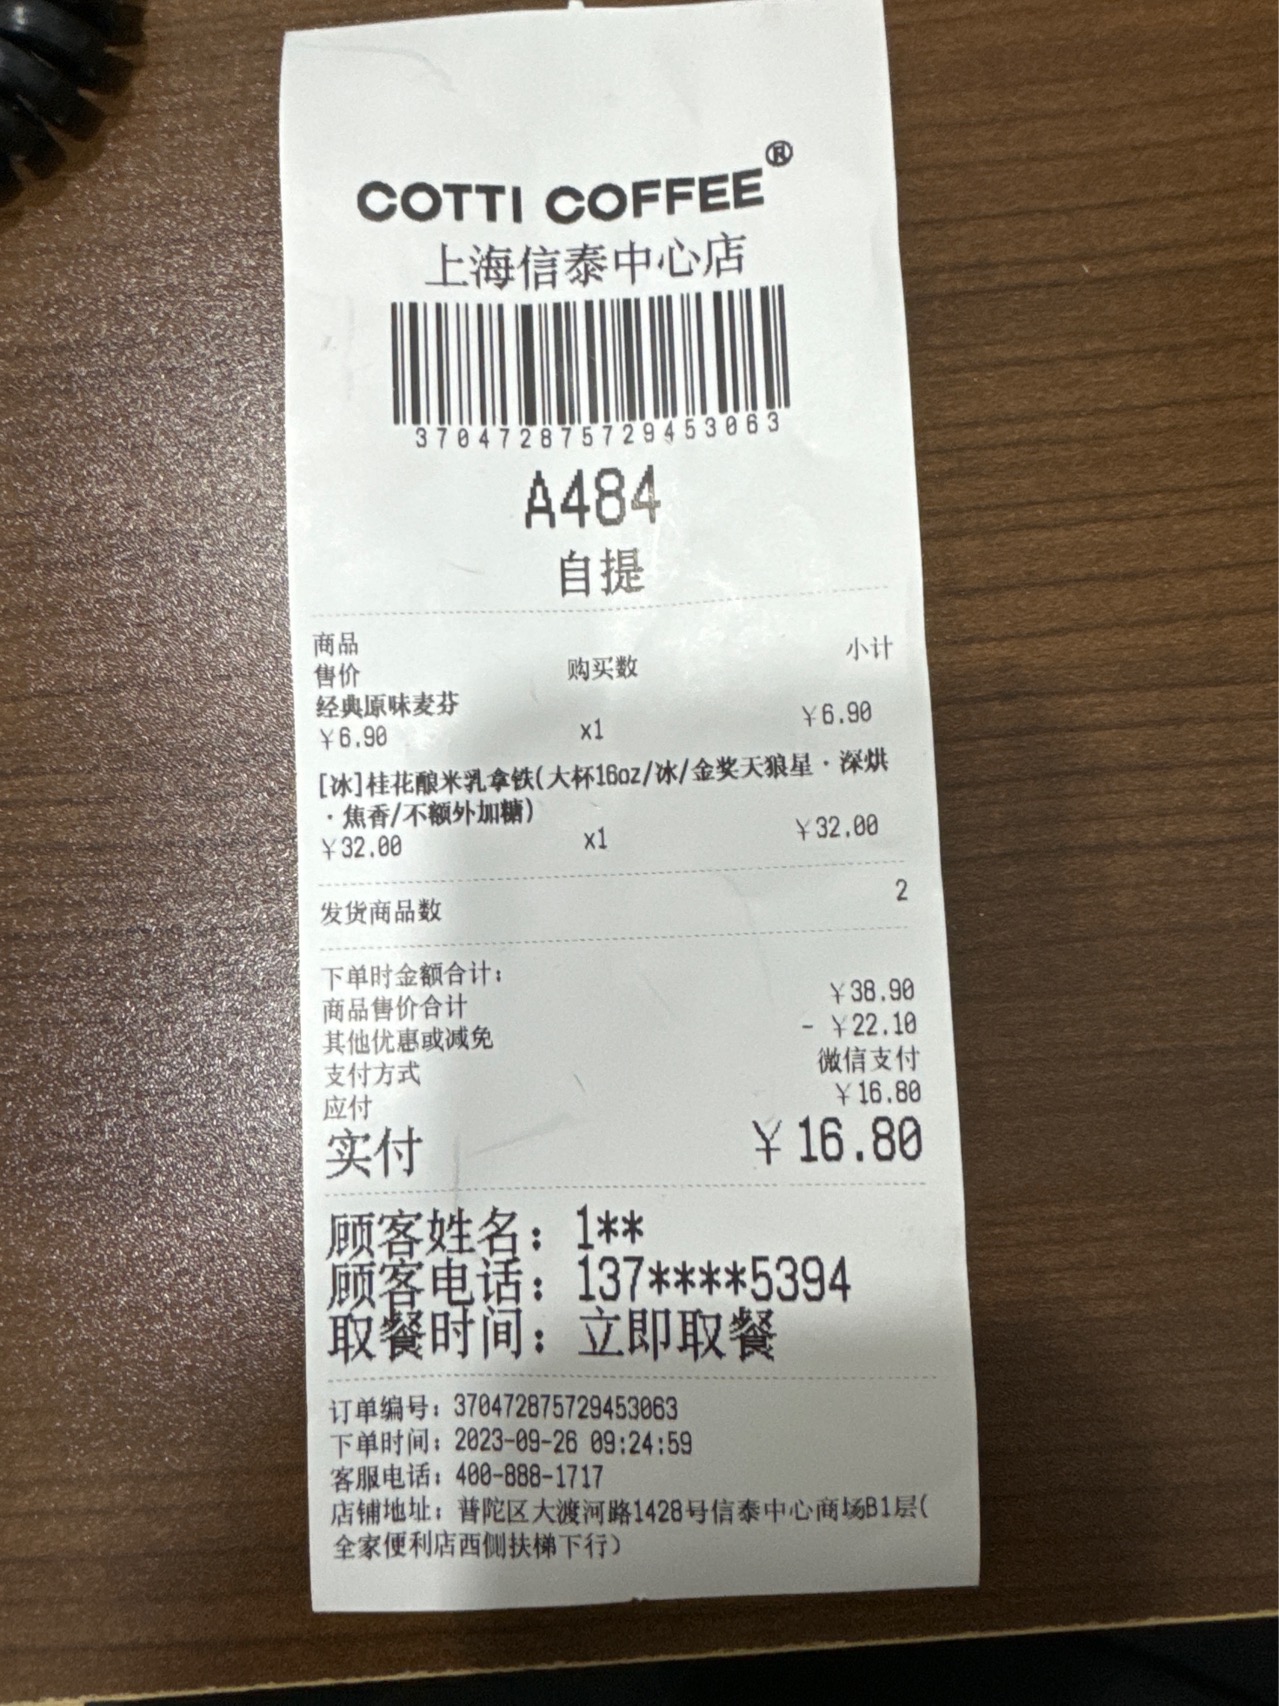 COTTI COFFEE®
上海信泰中心店
370472875729453063
A484
自提
商品 小计
售价 购买数
经典原味麦芬
¥6.90 x1 ¥6.90
[冰]桂花酿米乳拿铁(大杯16oz/冰/金奖天狼星·深烘
·焦香/不额外加糖)
¥32.00 x1 ¥32.00
发货商品数 2
下单时金额合计:
商品售价合计 ¥38.90
其他优惠或减免 - ¥22.10
支付方式 微信支付
应付 ¥16.80
实付 ¥16.80
顾客姓名: 1**
顾客电话: 137****5394
取餐时间: 立即取餐
订单编号: 370472875729453063
下单时间: 2023-09-26 09:24:59
客服电话: 400-888-1717
店铺地址: 普陀区大渡河路1428号信泰中心商场B1层(
全家便利店西侧扶梯下行)